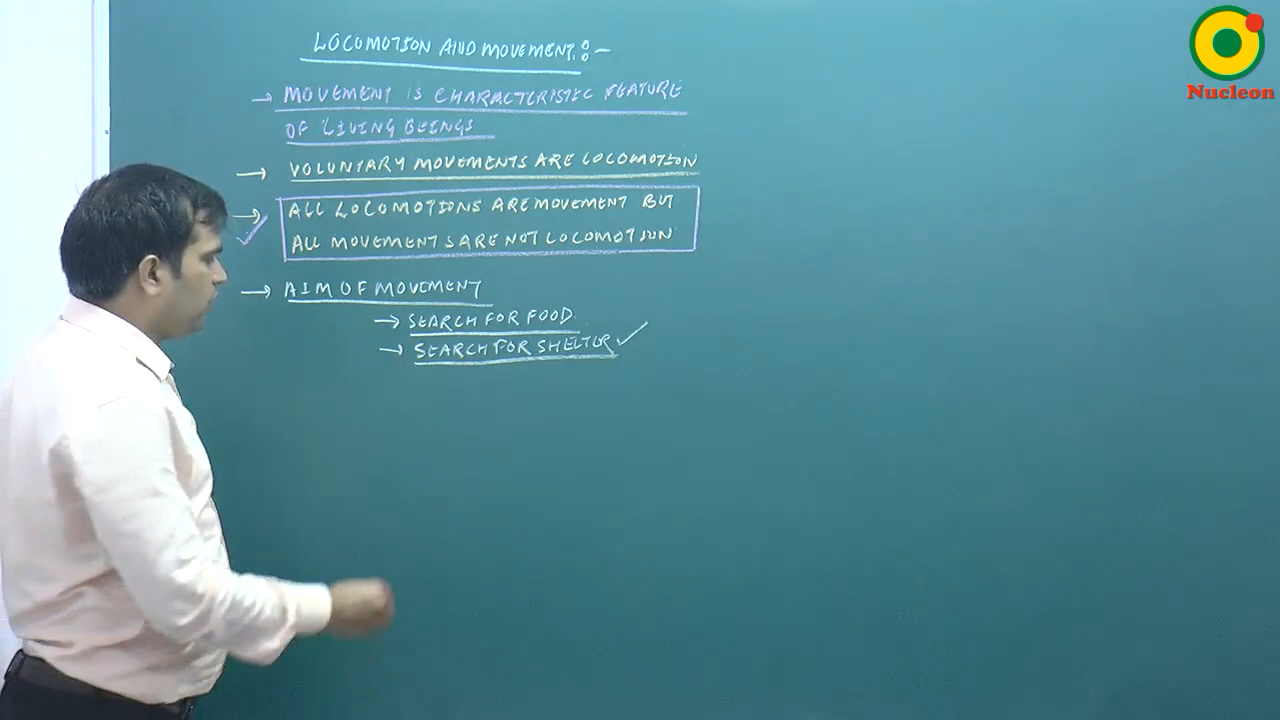 LOCOMOTION AND MOVEMENT :-
→ MOVEMENT IS CHARACTERISTIC FEATURE
OF LIVING BEINGS
→ VOLUNTARY MOVEMENTS ARE LOCOMOTION
→ ALL LOCOMOTIONS ARE MOVEMENT BUT
ALL MOVEMENTS ARE NOT LOCOMOTION
→ AIM OF MOVEMENT
→ SEARCH FOR FOOD.
→ SEARCH FOR SHELTER ✓
Nucleon